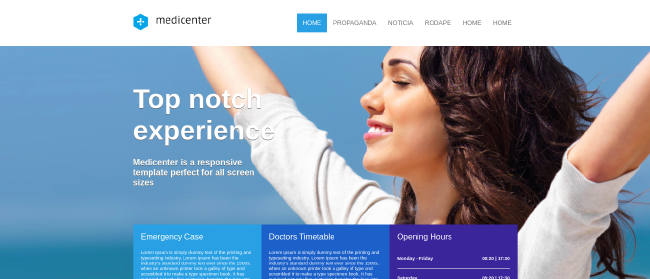 medicenter
HOME PROPAGANDA NOTICIA RODAPE HOME HOME
Top notch
experience
Medicenter is a responsive
template perfect for all screen
sizes
Emergency Case
Lorem Ipsum is simply dummy text of the printing and
typesetting industry. Lorem Ipsum has been the
industry's standard dummy text ever since the 1500s,
when an unknown printer took a galley of type and
scrambled it to make a type specimen book. It has
Doctors Timetable
Lorem Ipsum is simply dummy text of the printing and
typesetting industry. Lorem Ipsum has been the
industry's standard dummy text ever since the 1500s,
when an unknown printer took a galley of type and
scrambled it to make a type specimen book. It has
Opening Hours
Monday - Friday
Saturday